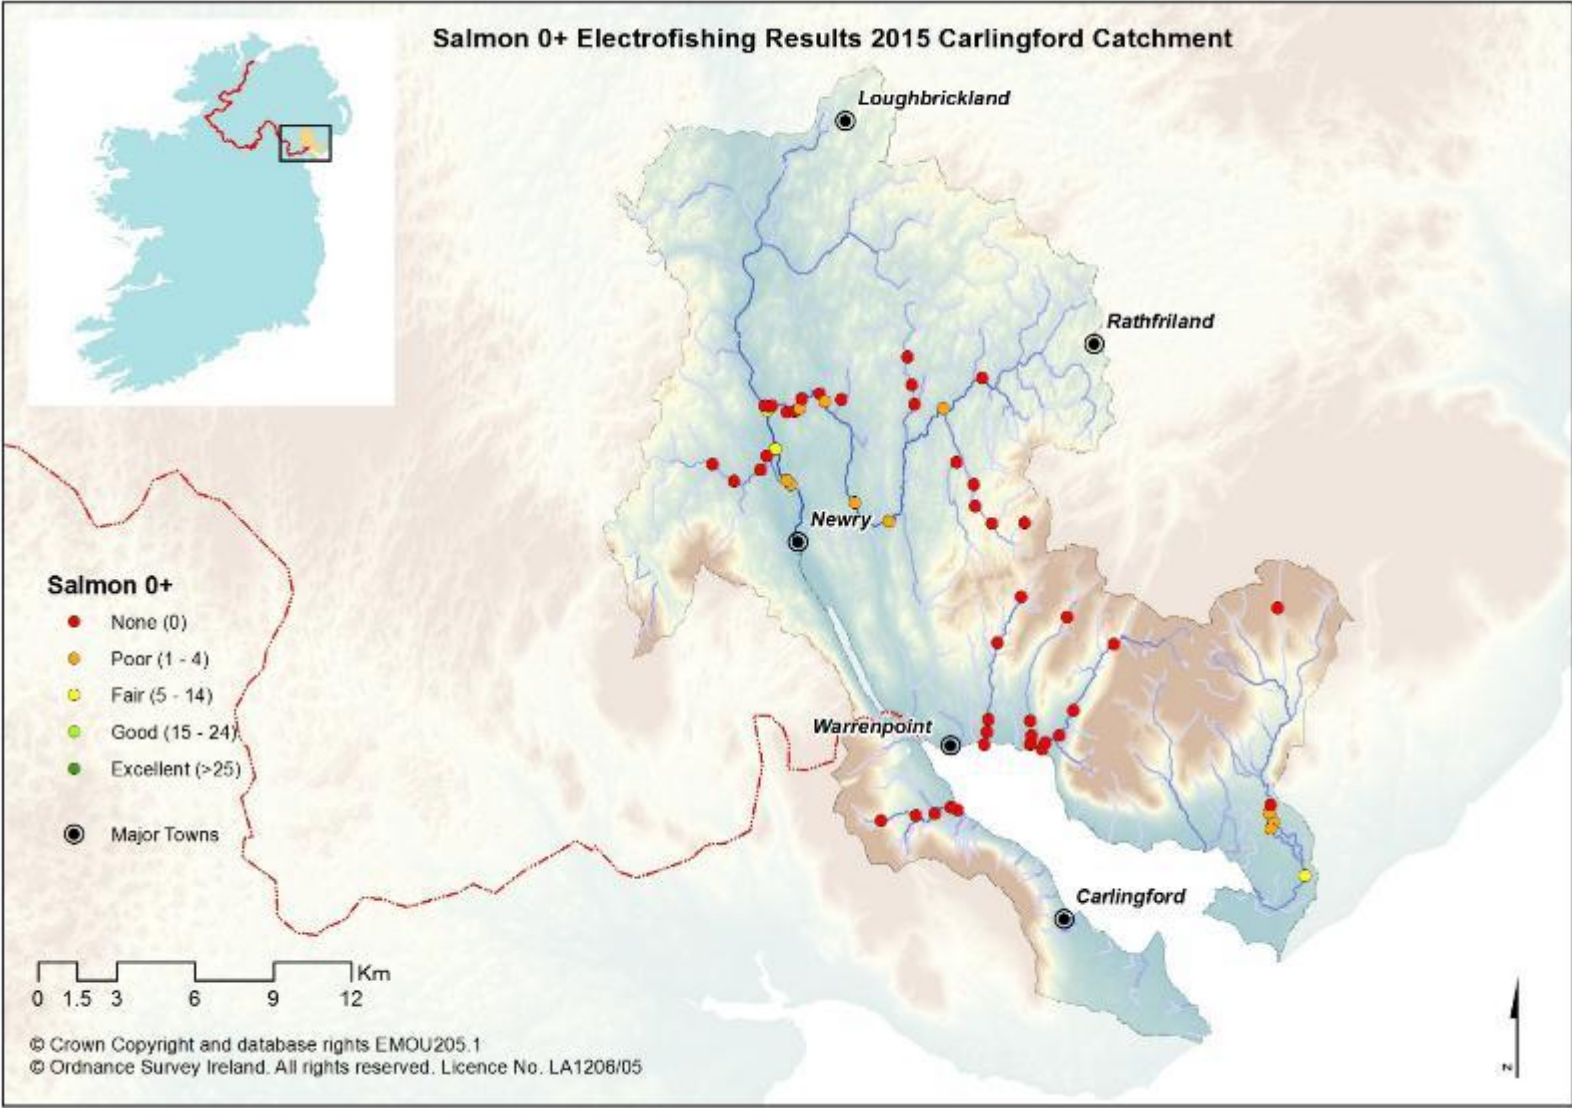 Salmon 0+ Electrofishing Results 2015 Carlingford Catchment
Loughbrickland
Rathfriland
Newry
Salmon 0+
None (0)
Poor (1 - 4)
Fair (5 - 14)
Good (15 - 24)
Excellent (>25)
Major Towns
Warrenpoint
Carlingford
Km
0 1.5 3 6 9 12
© Crown Copyright and database rights EMOU205.1
© Ordnance Survey Ireland. All rights reserved. Licence No. LA1206/05
N